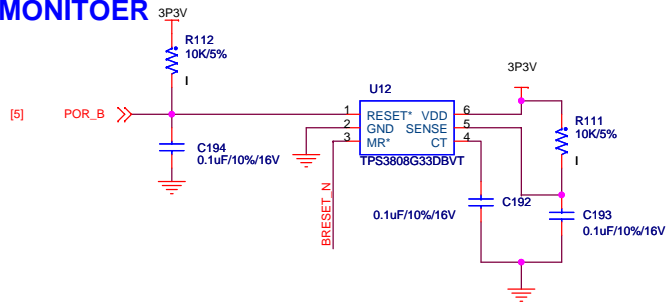 MONITOER
3P3V
R112
10K/5%
I
[5]
POR_B
C194
0.1uF/10%/16V
U12
1
RESET*
VDD
6
2
GND
SENSE
5
3
MR*
CT
4
TPS3808G33DBVT
BRESET_N
3P3V
R111
10K/5%
I
C192
0.1uF/10%/16V
C193
0.1uF/10%/16V